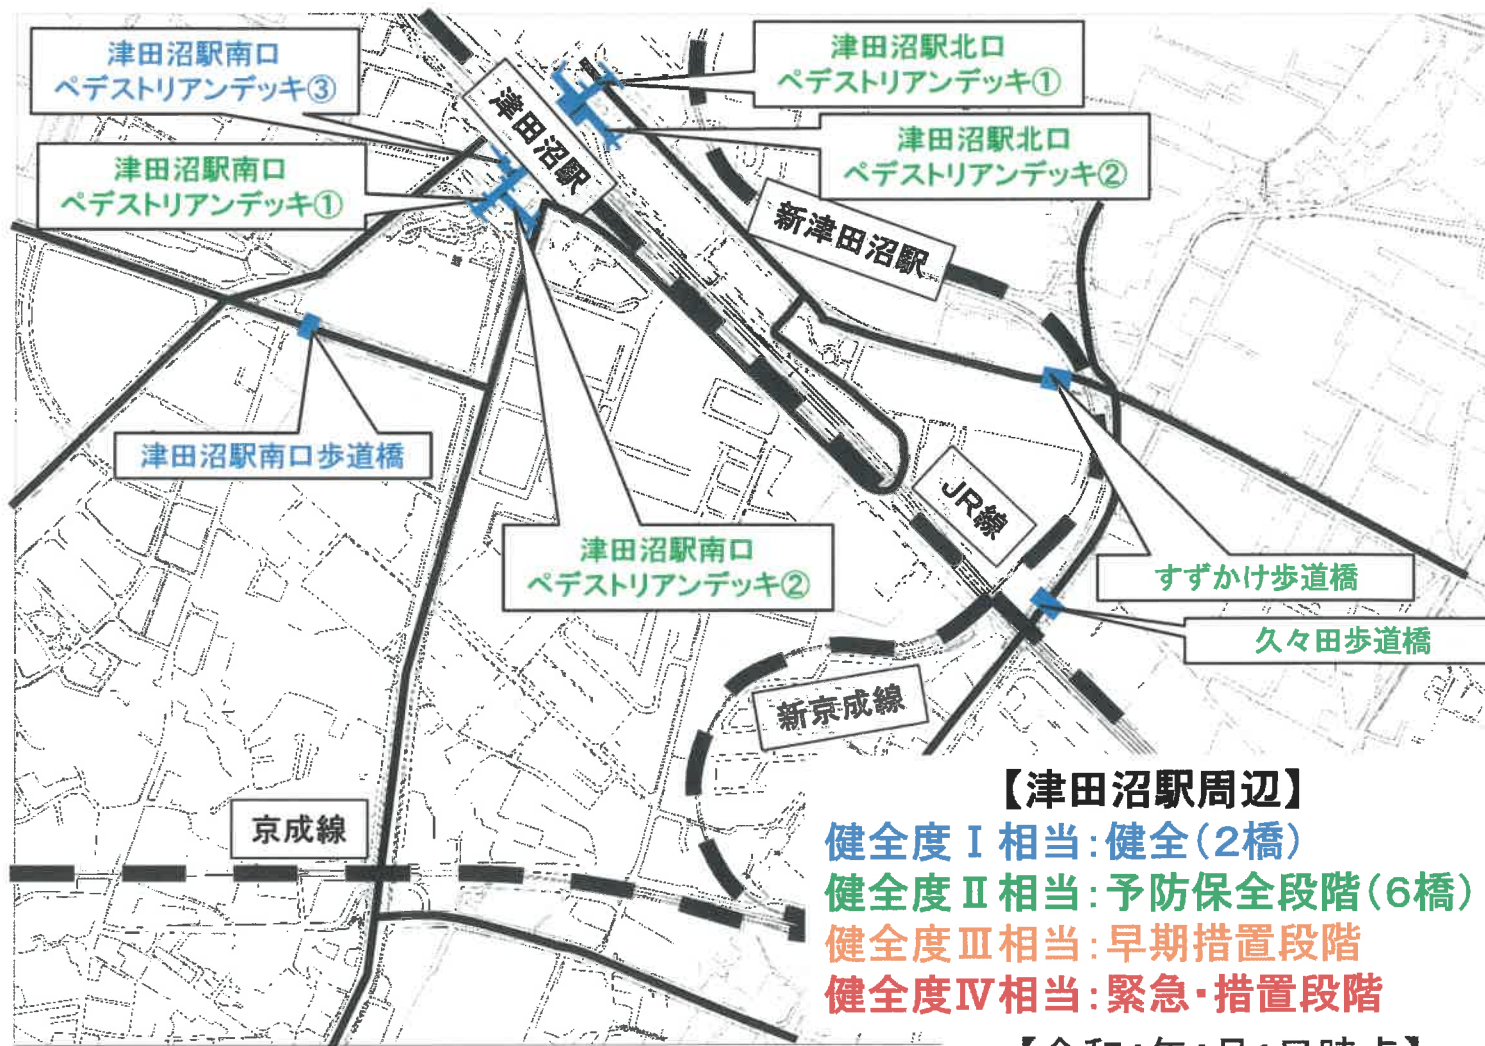 津田沼駅南口
ペデストリアンデッキ③
津田沼駅北口
ペデストリアンデッキ①
津田沼駅
津田沼駅北口
ペデストリアンデッキ②
津田沼駅南口
ペデストリアンデッキ①
新津田沼駅
津田沼駅南口歩道橋
JR線
津田沼駅南口
ペデストリアンデッキ②
すずかけ歩道橋
久々田歩道橋
新京成線
京成線
【津田沼駅周辺】
健全度Ⅰ相当:健全(2橋)
健全度Ⅱ相当:予防保全段階(6橋)
健全度Ⅲ相当:早期措置段階
健全度Ⅳ相当:緊急・措置段階